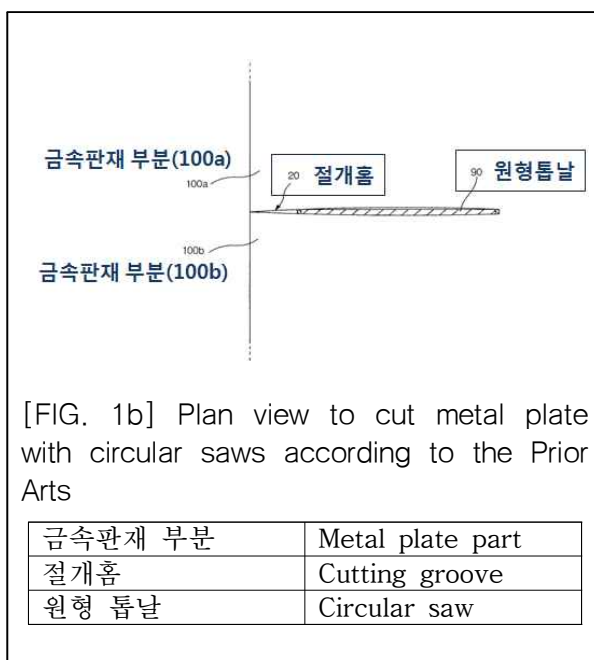 금속판재 부분(100a)
100a
20 절개홈
90 원형톱날
100b
금속판재 부분(100b)
[FIG. 1b] Plan view to cut metal plate
with circular saws according to the Prior
Arts
금속판재 부분 Metal plate part
절개홈 Cutting groove
원형 톱날 Circular saw